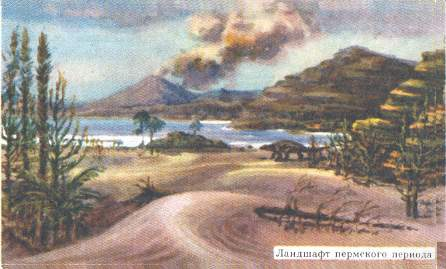 Ландшафт пермского периода